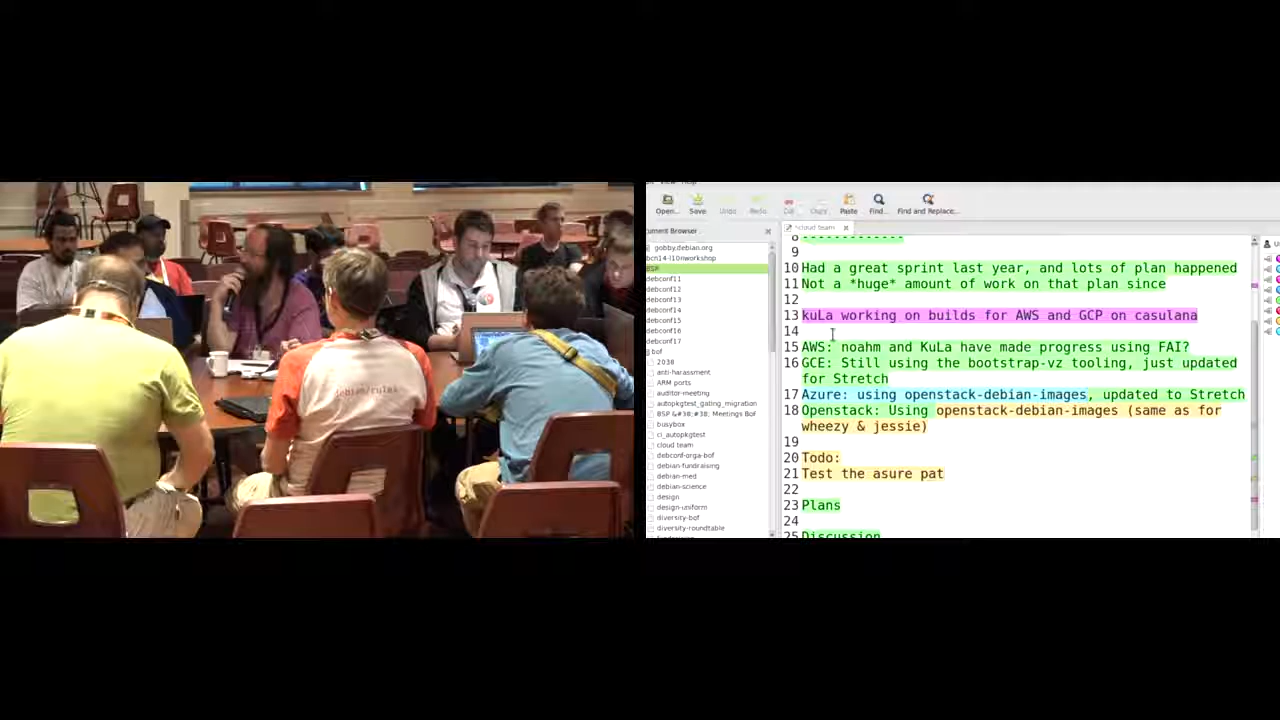 debian/rules
Open...
Save
Undo
Redo
Cut
Copy
Paste
Find...
Find and Replace...
cument Browser
*cloud team
gobby.debian.org
debconf11
debconf12
debconf13
debconf14
debconf15
debconf16
debconf17
bof
2038
anti-harassment
ARM ports
auditor-meeting
autopkgtest_gating_migration
BSP &#38;#38; Meetings Bof
busybox
ci_autopkgtest
cloud team
debconf-orga-bof
debian-fundraising
debian-med
debian-science
design
design-uniform
diversity-bof
diversity-roundtable
8 -------------
9
10 Had a great sprint last year, and lots of plan happened
11 Not a *huge* amount of work on that plan since
12
13 kuLa working on builds for AWS and GCP on casulana
14
15 AWS: noahm and KuLa have made progress using FAI?
16 GCE: Still using the bootstrap-vz tooling, just updated
for Stretch
17 Azure: using openstack-debian-images, updated to Stretch
18 Openstack: Using openstack-debian-images (same as for
wheezy & jessie)
19
20 Todo:
21 Test the asure pat
22
23 Plans
24
25 Discussion